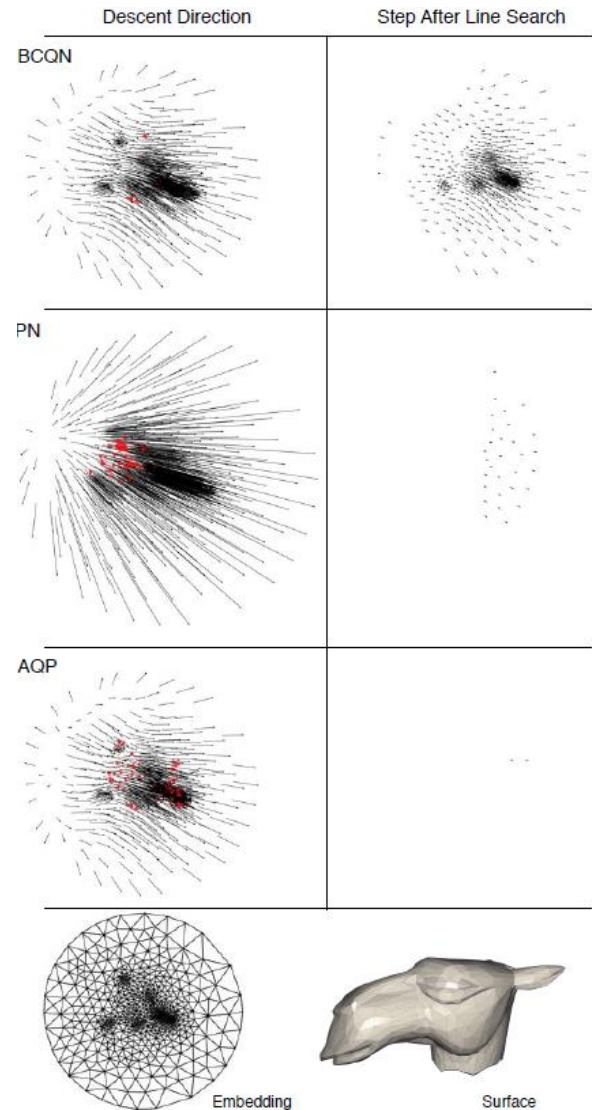 Descent Direction
Step After Line Search
BCQN
PN
AQP
Embedding
Surface